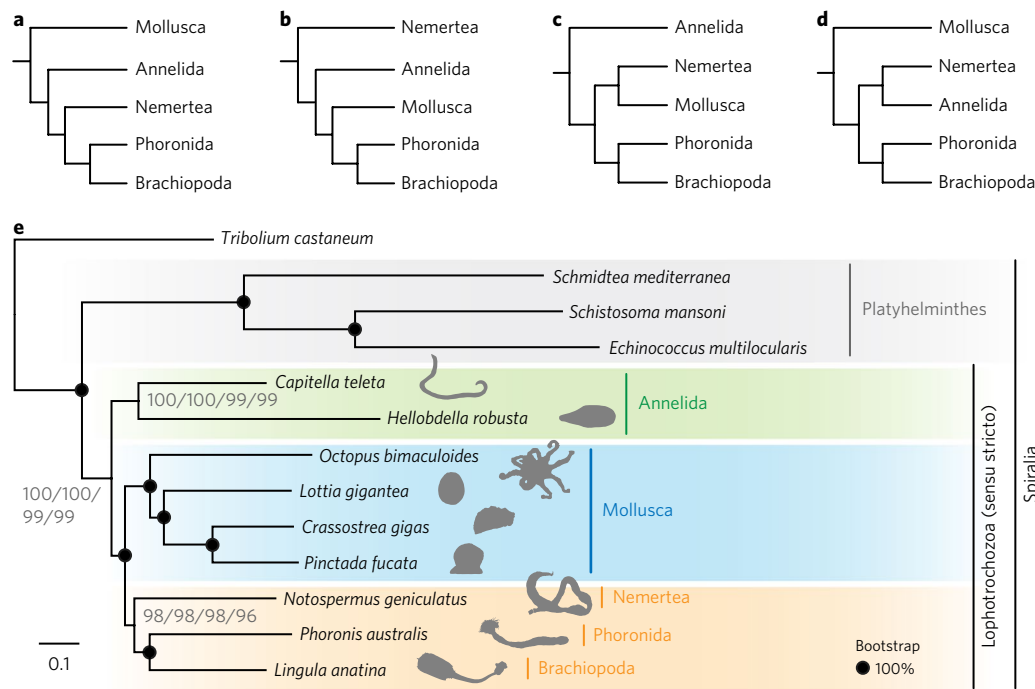 a
Mollusca
Annelida
Nemertea
Phoronida
Brachiopoda
b
Nemertea
Annelida
Mollusca
Phoronida
Brachiopoda
c
Annelida
Nemertea
Mollusca
Phoronida
Brachiopoda
d
Mollusca
Nemertea
Annelida
Phoronida
Brachiopoda
e
Tribolium castaneum
Schmidtea mediterranea
Schistosoma mansoni
Echinococcus multilocularis
Platyhelminthes
Capitella teleta
100/100/99/99
Hellobdella robusta
Annelida
Octopus bimaculoides
Lottia gigantea
100/100/
99/99
Crassostrea gigas
Pinctada fucata
Mollusca
Notospermus geniculatus
Nemertea
98/98/98/96
Phoronis australis
Phoronida
Lingula anatina
Brachiopoda
0.1
Bootstrap
100%
Lophotrochozoa (sensu stricto)
Spiralia